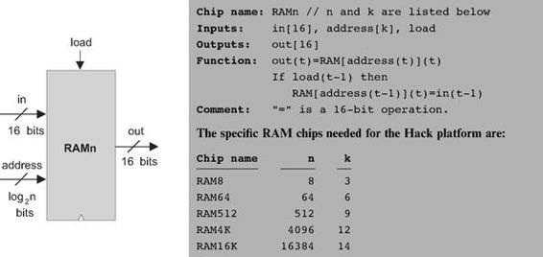 load
in
16 bits
RAMn
out
16 bits
address
log₂n
bits
Chip name: RAMn // n and k are listed below
Inputs: in[16], address[k], load
Outputs: out[16]
Function: out(t)=RAM[address(t)](t)
If load(t-1) then
RAM[address(t-1)](t)=in(t-1)
Comment: "=" is a 16-bit operation.
The specific RAM chips needed for the Hack platform are:
Chip name n k
RAM8 8 3
RAM64 64 6
RAM512 512 9
RAM4K 4096 12
RAM16K 16384 14